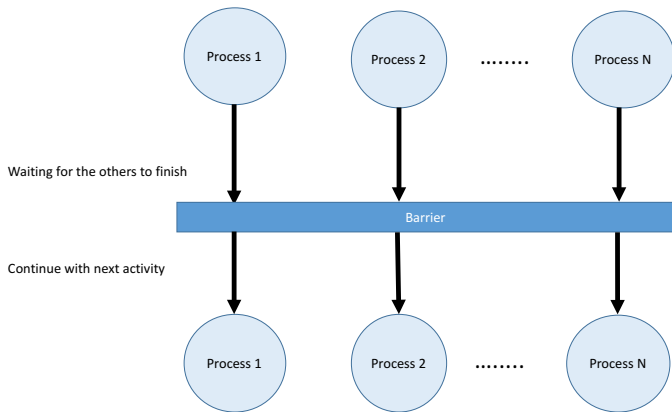 Process 1
Process 2
........
Process N
Waiting for the others to finish
Barrier
Continue with next activity
Process 1
Process 2
........
Process N